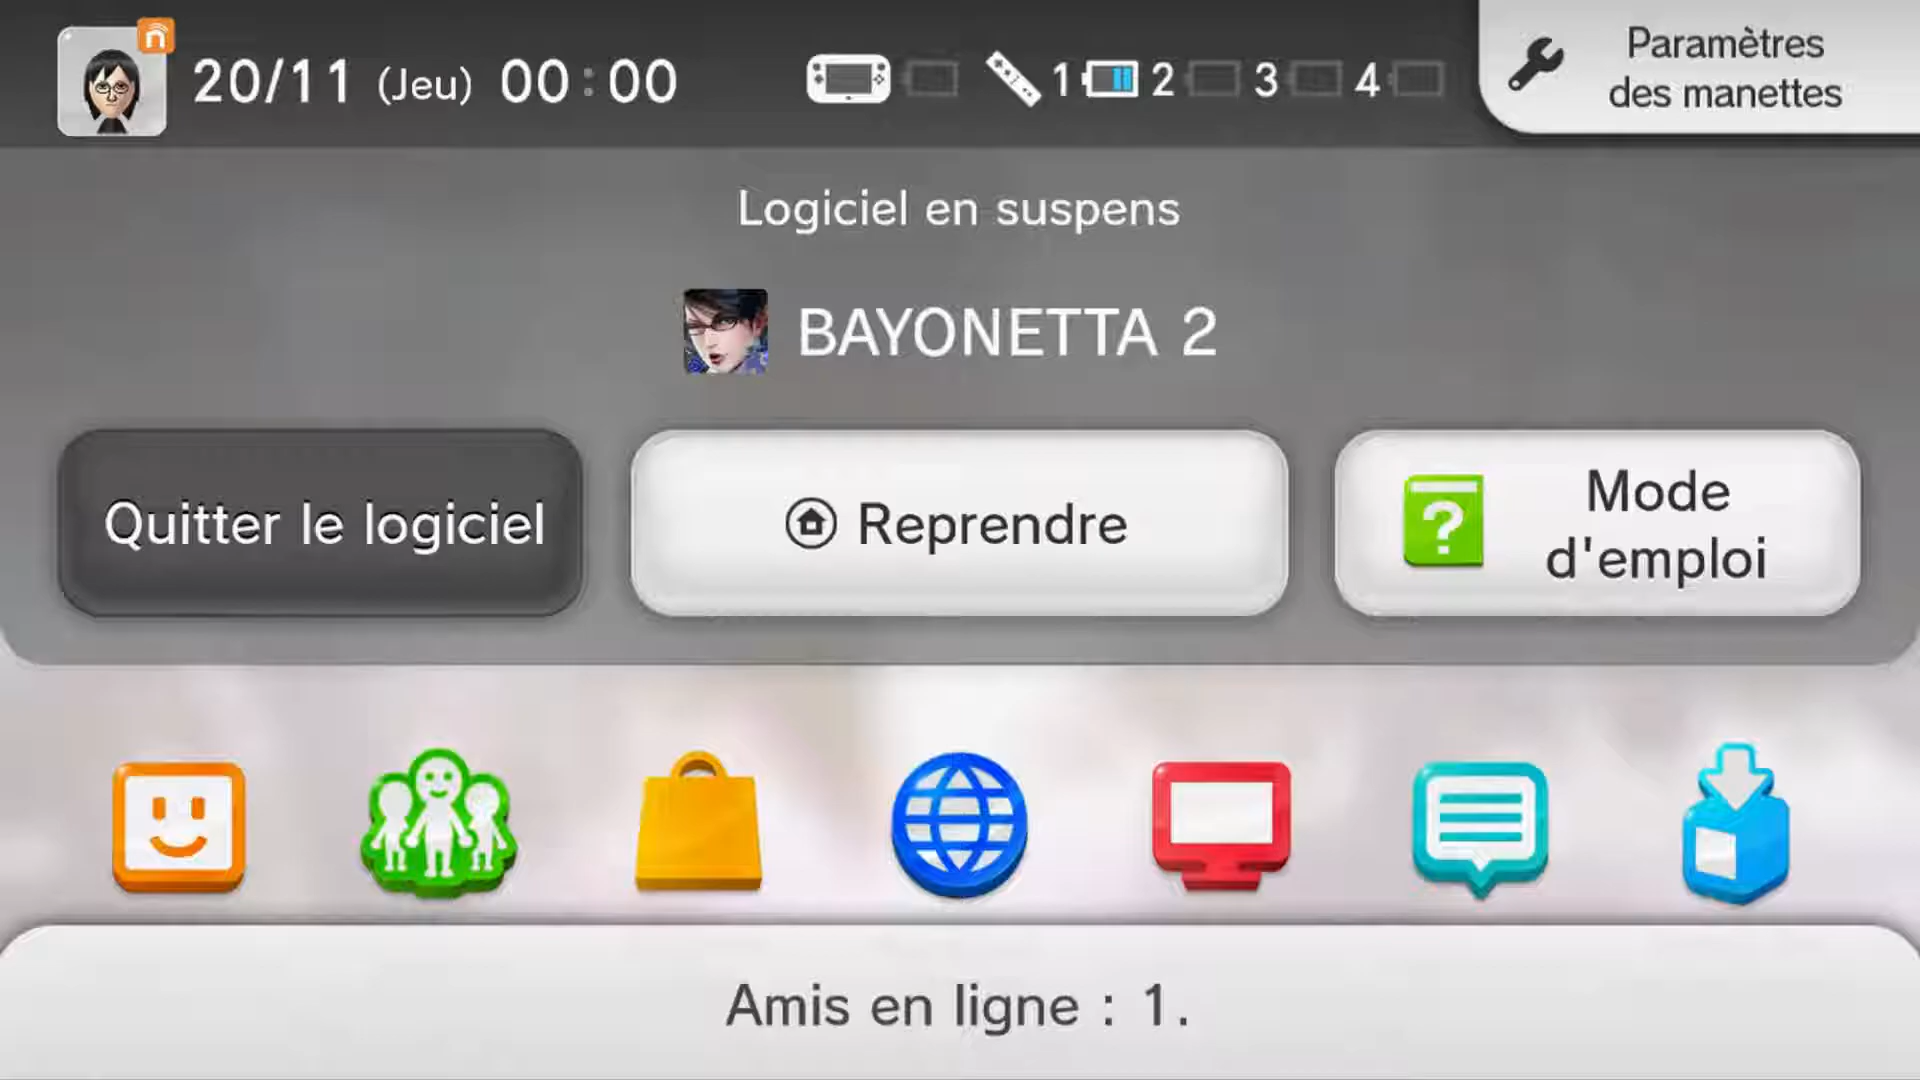 20/11 (Jeu) 00:00
1 2 3 4
Paramètres
des manettes
Logiciel en suspens
BAYONETTA 2
Quitter le logiciel
Reprendre
?
Mode
d'emploi
Amis en ligne : 1.